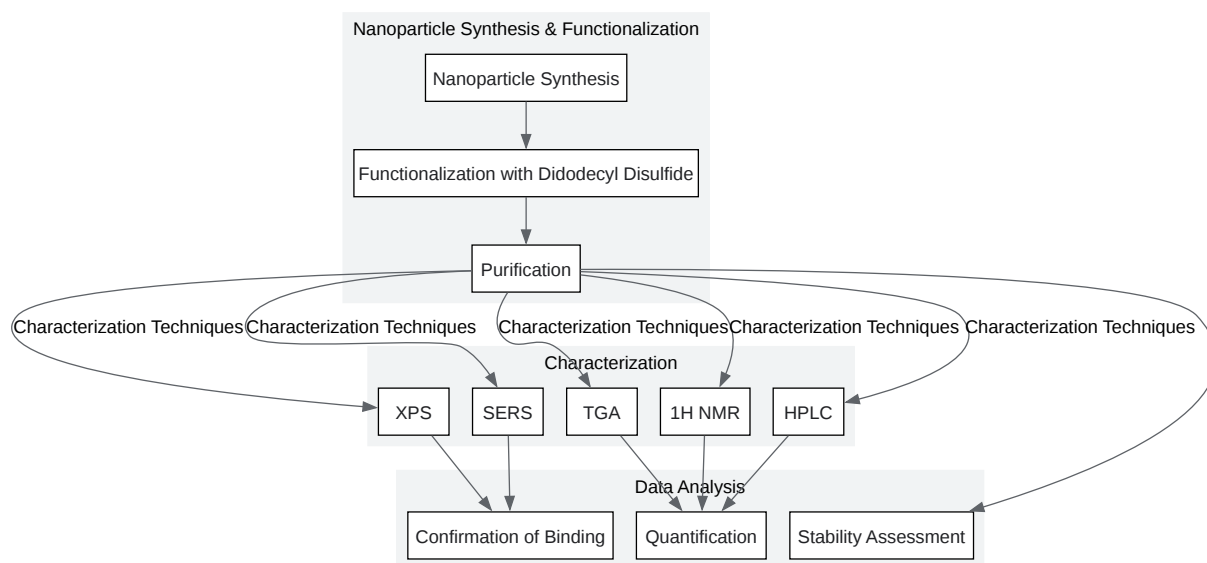 Nanoparticle Synthesis & Functionalization
Nanoparticle Synthesis
Functionalization with Didodecyl Disulfide
Purification
Characterization Techniques
Characterization Techniques
Characterization Techniques
Characterization Techniques
Characterization Techniques
Characterization
XPS
SERS
TGA
1H NMR
HPLC
Data Analysis
Confirmation of Binding
Quantification
Stability Assessment